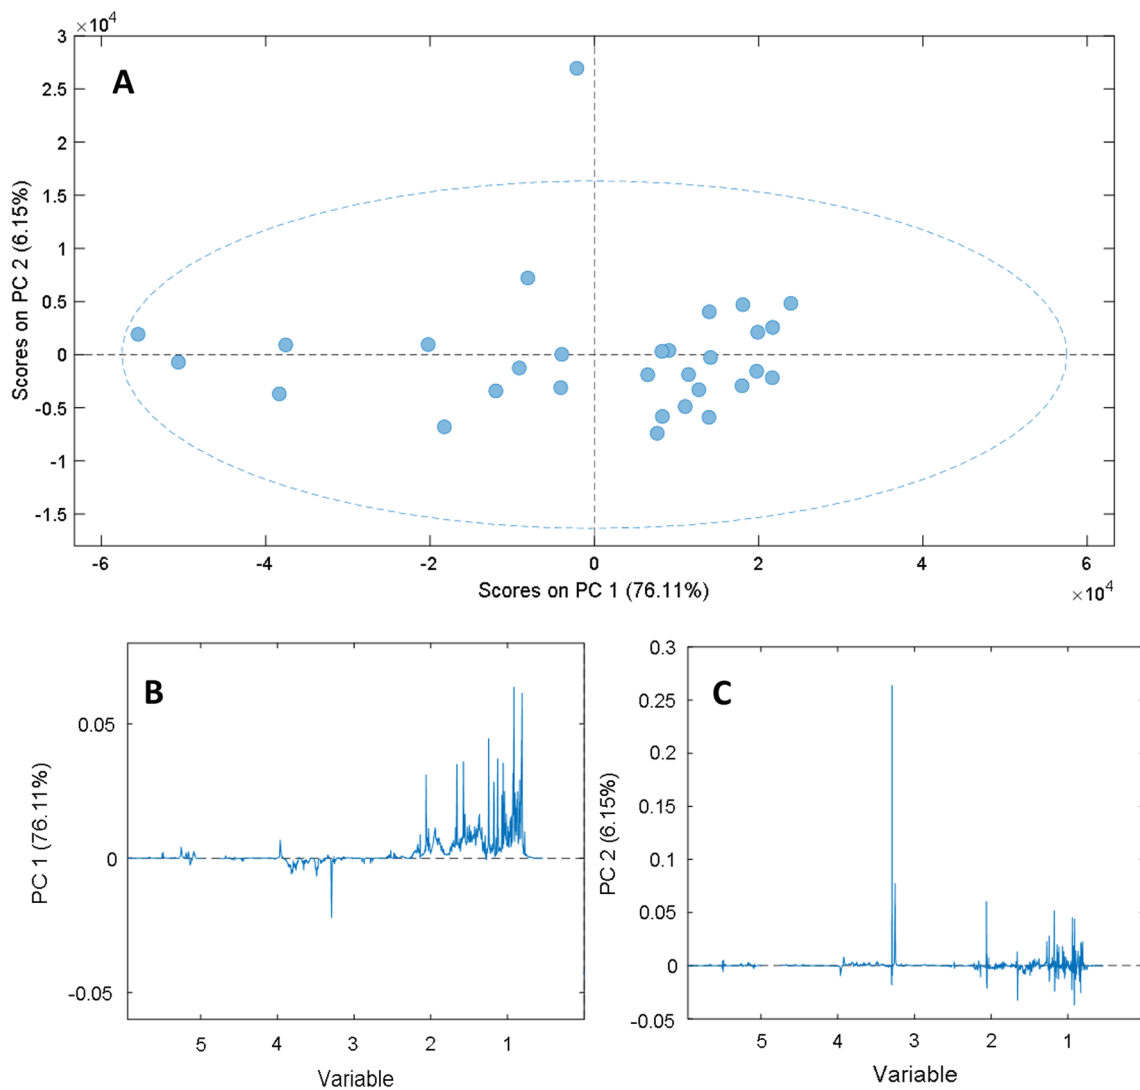 ×10⁴
A
3
2.5
2
1.5
1
0.5
0
-0.5
-1
-1.5
Scores on PC 2 (6.15%)
-6 -4 -2 0 2 4 6
Scores on PC 1 (76.11%)
×10⁴
B
0.05
0
-0.05
PC 1 (76.11%)
5 4 3 2 1
Variable
C
0.3
0.25
0.2
0.15
0.1
0.05
0
-0.05
PC 2 (6.15%)
5 4 3 2 1
Variable